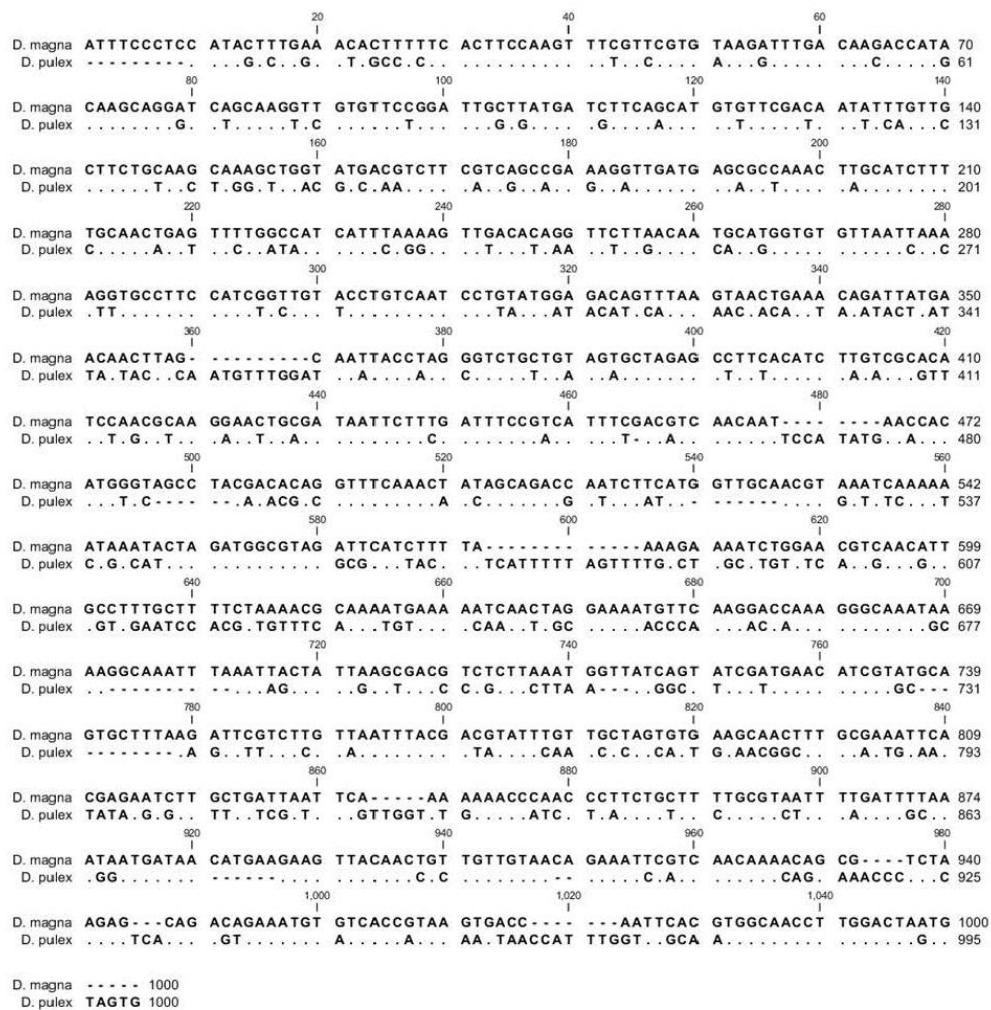 20 40 60
D. magna ATTTCCCTCC ATACTTTGAA ACACTTTTTC ACTTCCAAGT TTCGTTCGTG TAAGATTTGA CAAGACCATA 70
D. pulex - - - - - - - - - . . . . G . C . . G . . T . GCC . C . . . . . . . . . . . . . . . T . . C . . . . A . . . G . . . . . . . . C . . . . . G 61
80 100 120 140
D. magna CAAGCAGGAT CAGCAAGGTT GTGTTCCGGA TTGCTTATGA TCTTCAGCAT GTGTTCGACA ATATTTGTTG 140
D. pulex . . . . . . . G . . T . . . . . T . C . . . . . . T . . . . . . G . G . . . . . G . . . . A . . . . . T . . . . . T . . . T . CA . . . C 131
160 180 200
D. magna CTTCTGCAAG CAAAGCTGGT ATGACGTCTT CGTCAGCCGA AAGGTTGATG AGCGCCAAAC TTGCATCTTT 210
D. pulex . . . . . . T . . C T . GG . T . . AC G . C . AA . . . . . A . . G . . A . . G . . A . . . . . . . . A . . T . . . . . A . . . . . . . 201
220 240 260 280
D. magna TGCAACTGAG TTTTGGCCAT CATTTAAAAG TTGACACAGG TTCTTAACAA TGCATGGTGT GTTAATTAAA 280
D. pulex C . . . . . A . . T . . . C . . ATA . . . . . C . GG . . . . T . . . T . AA . . T . . G . . . . CA . . G . . . . . . . . . . C . . C 271
300 320 340
D. magna AGGTGCCTTC CATCGGTTGT ACCTGTCAAT CCTGTATGGA GACAGTTTAA GTAACTGAAA CAGATTATGA 350
D. pulex . TT . . . . . . . . . . . . T . C . . T . . . . . . . . . . . . TA . . . AT ACAT . CA . . . AAC . ACA . . TA . ATACT . AT 341
360 380 400 420
D. magna ACAACTTAG- - - - - - - - - - C AATTACCTAG GGTCTGCTGT AGTGCTAGAG CCTTCACATC TTGTCGCACA 410
D. pulex TA . TAC . . CA ATGTTTGGAT . . A . . . . A . . C . . . . . T . . A . . A . . . . . . . . . T . . T . . . . . . A . A . . . GTT 411
440 460 480
D. magna TCCAACGCAA GGAACTGCGA TAATTCTTTG ATTTCCGTCA TTTCGACGTC AACAAT- - - - - - - -AACCAC 472
D. pulex . . T . G . . T . . . A . . T . . A . . . . . . . . . C . . . . . . . . A . . . . . T - . . A . . . . . . . . . TCCA TATG . . A . . . 480
500 520 540 560
D. magna ATGGGTAGCC TACGACACAG GTTTCAAACT ATAGCAGACC AATCTTCATG GTTGCAACGT AAATCAAAAA 542
D. pulex . . . T . C - - - - - - . A . ACG . C . . . . . . . . . A . C . . . . . . G . . T . . . AT . . - - - - - - - - . . . G . T . TC . . . T 537
580 600 620
D. magna ATAAATACTA GATGGCGTAG ATTCATCTTT TA- - - - - - - - - - - - -AAAGA AAATCTGGAA CGTCAACATT 599
D. pulex C . G . CAT . . . . . . . . . . . . . GCG . . . TAC . . TCATTTTT AGTTTTG . CT . GC . TGT . TC A . . G . . . G . . 607
640 660 680 700
D. magna GCCTTTGCTT TTCTAAAACG CAAAATGAAA AATCAACTAG GAAAATGTTC AAGGACCAAA GGGCAAATAA 669
D. pulex . GT . GAATCC ACG . TGTTTC A . . . TGT . . . . CAA . . T . GC . . . . . ACCCA . . . AC . A . . . . . . . . . . . . GC 677
720 740 760
D. magna AAGGCAAATT TAAATTACTA TTAAGCGACG TCTCTTAAAT GGTTATCAGT ATCGATGAAC ATCGTATGCA 739
D. pulex . . - - - - - - - - - - . . . AG . . . . . G . . T . . . C C . G . . . CTTA A - - . . GGC . T . . . T . . . . . . . . . . GC - - - 731
780 800 820 840
D. magna GTGCTTTAAG ATTCGTCTTG TTAATTTACG ACGTATTTGT TGCTAGTGTG AAGCAACTTT GCGAAATTCA 809
D. pulex - - - - - - - - . A G . . TT . . . C . . A . . . . . . . . . TA . . . CAA . C . C . . CA . T G . AACGGC . . . A . TG . AA . 793
860 880 900
D. magna CGAGAATCTT GCTGATTAAT TCA- - - - -AA AAAACCCAAC CCTTCTGCTT TTGCGTAATT TTGATTTTAA 874
D. pulex TATA . G . G . . TT . . TCG . T . . . GTTGGT . T G . . . . . ATC . . T . A . . . . T . . C . . . . . CT . . . A . . . . GC . . 863
920 940 960 980
D. magna ATAATGATAA CATGAAGAAG TTACAACTGT TGTTGTAACA GAAATTCGTC AACAAAACAG CG- - - -TCTA 940
D. pulex . GG . . . . . . . - - - - - - . . . . . . . . . . . C . C . . . . . . . . - - . . . . C . A . . . . . . . . . CAG . AAACCC . . . C 925
1,000 1,020 1,040
D. magna AGAG- - -CAG ACAGAAATGT GTCACCGTAA GTGACC- - - - - - -AATTCAC GTGGCAACCT TGGACTAATG 1000
D. pulex . . . . TCA . . . . GT . . . . . . . . A . . . . . A . . AA . TAACCAT TTGGT . . GCA A . . . . . . . . . . . . . . . . G . . 995
D. magna - - - - - 1000
D. pulex TAGTG 1000